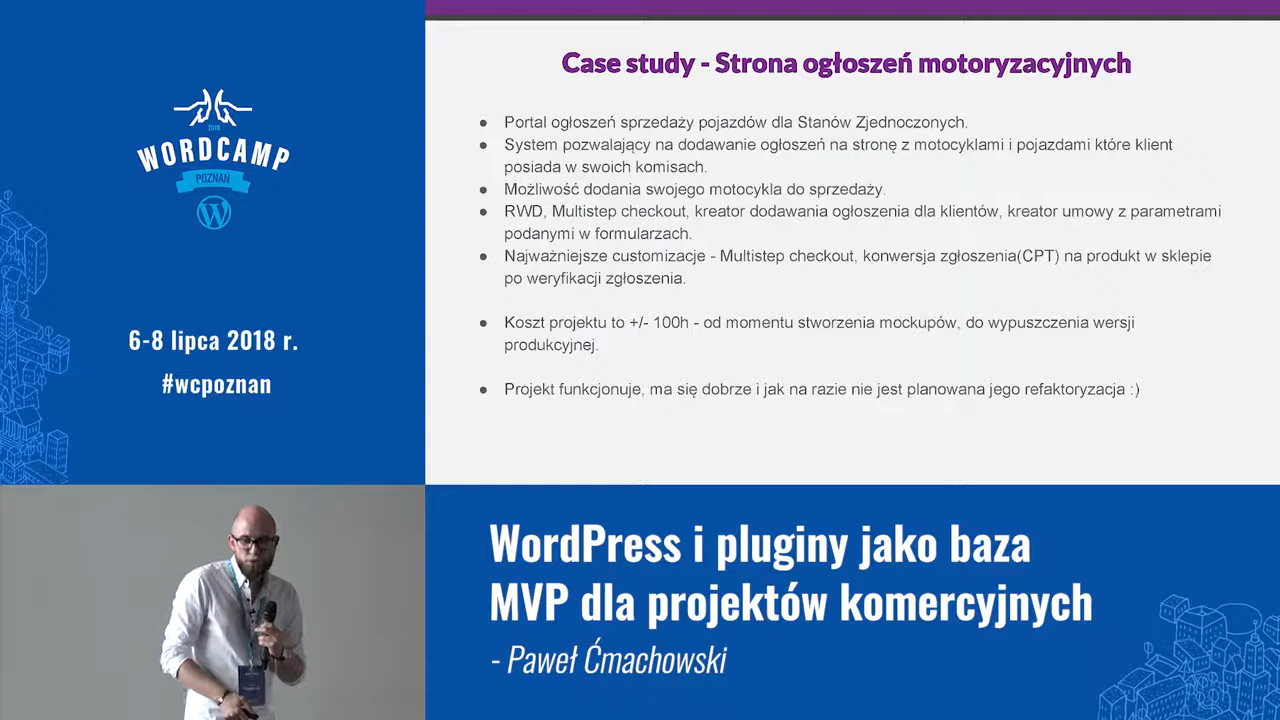 2018
WORDCAMP
POZNAŃ
6-8 lipca 2018 r.
#wcpoznan
Case study - Strona ogłoszeń motoryzacyjnych
● Portal ogłoszeń sprzedaży pojazdów dla Stanów Zjednoczonych.
● System pozwalający na dodawanie ogłoszeń na stronę z motocyklami i pojazdami które klient
posiada w swoich komisach.
● Możliwość dodania swojego motocykla do sprzedaży.
● RWD, Multistep checkout, kreator dodawania ogłoszenia dla klientów, kreator umowy z parametrami
podanymi w formularzach.
● Najważniejsze customizacje - Multistep checkout, konwersja zgłoszenia(CPT) na produkt w sklepie
po weryfikacji zgłoszenia.
● Koszt projektu to +/- 100h - od momentu stworzenia mockupów, do wypuszczenia wersji
produkcyjnej.
● Projekt funkcjonuje, ma się dobrze i jak na razie nie jest planowana jego refaktoryzacja :)
WordPress i pluginy jako baza
MVP dla projektów komercyjnych
- Paweł Ćmachowski